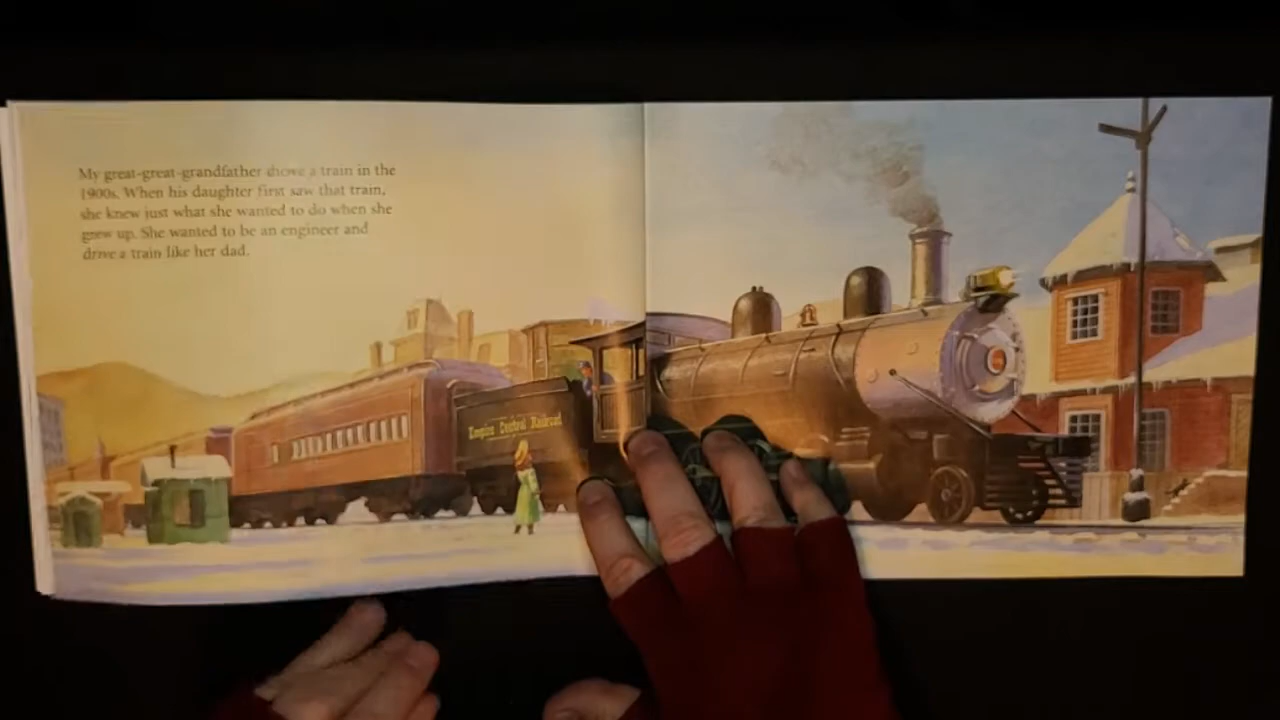 My great-great-grandfather drove a train in the
1900s. When his daughter first saw that train,
she knew just what she wanted to do when she
grew up. She wanted to be an engineer and
drive a train like her dad.
Empire Central Railroad